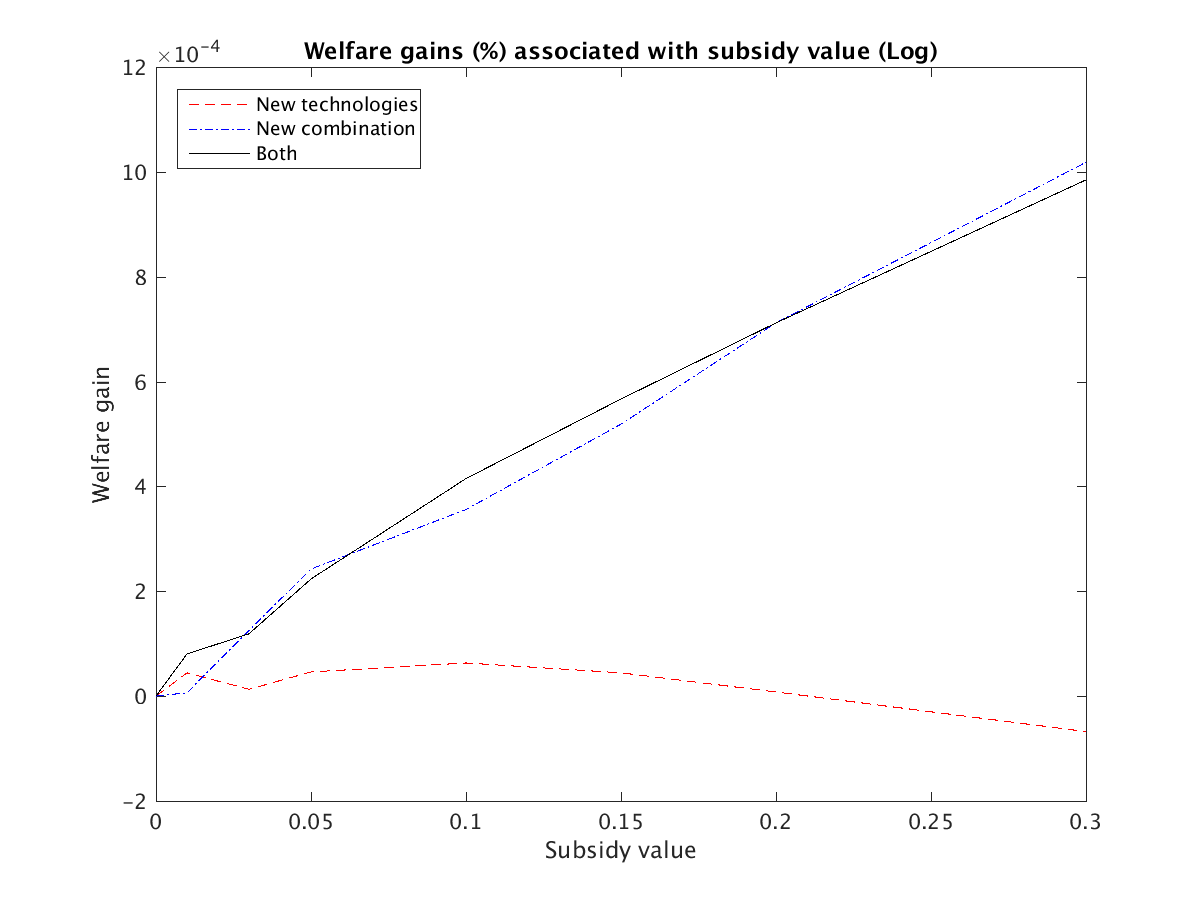 Welfare gains (%) associated with subsidy value (Log)
×10⁻⁴
12
10
8
6
4
2
0
−2
Welfare gain
New technologies
New combination
Both
0 0.05 0.1 0.15 0.2 0.25 0.3
Subsidy value